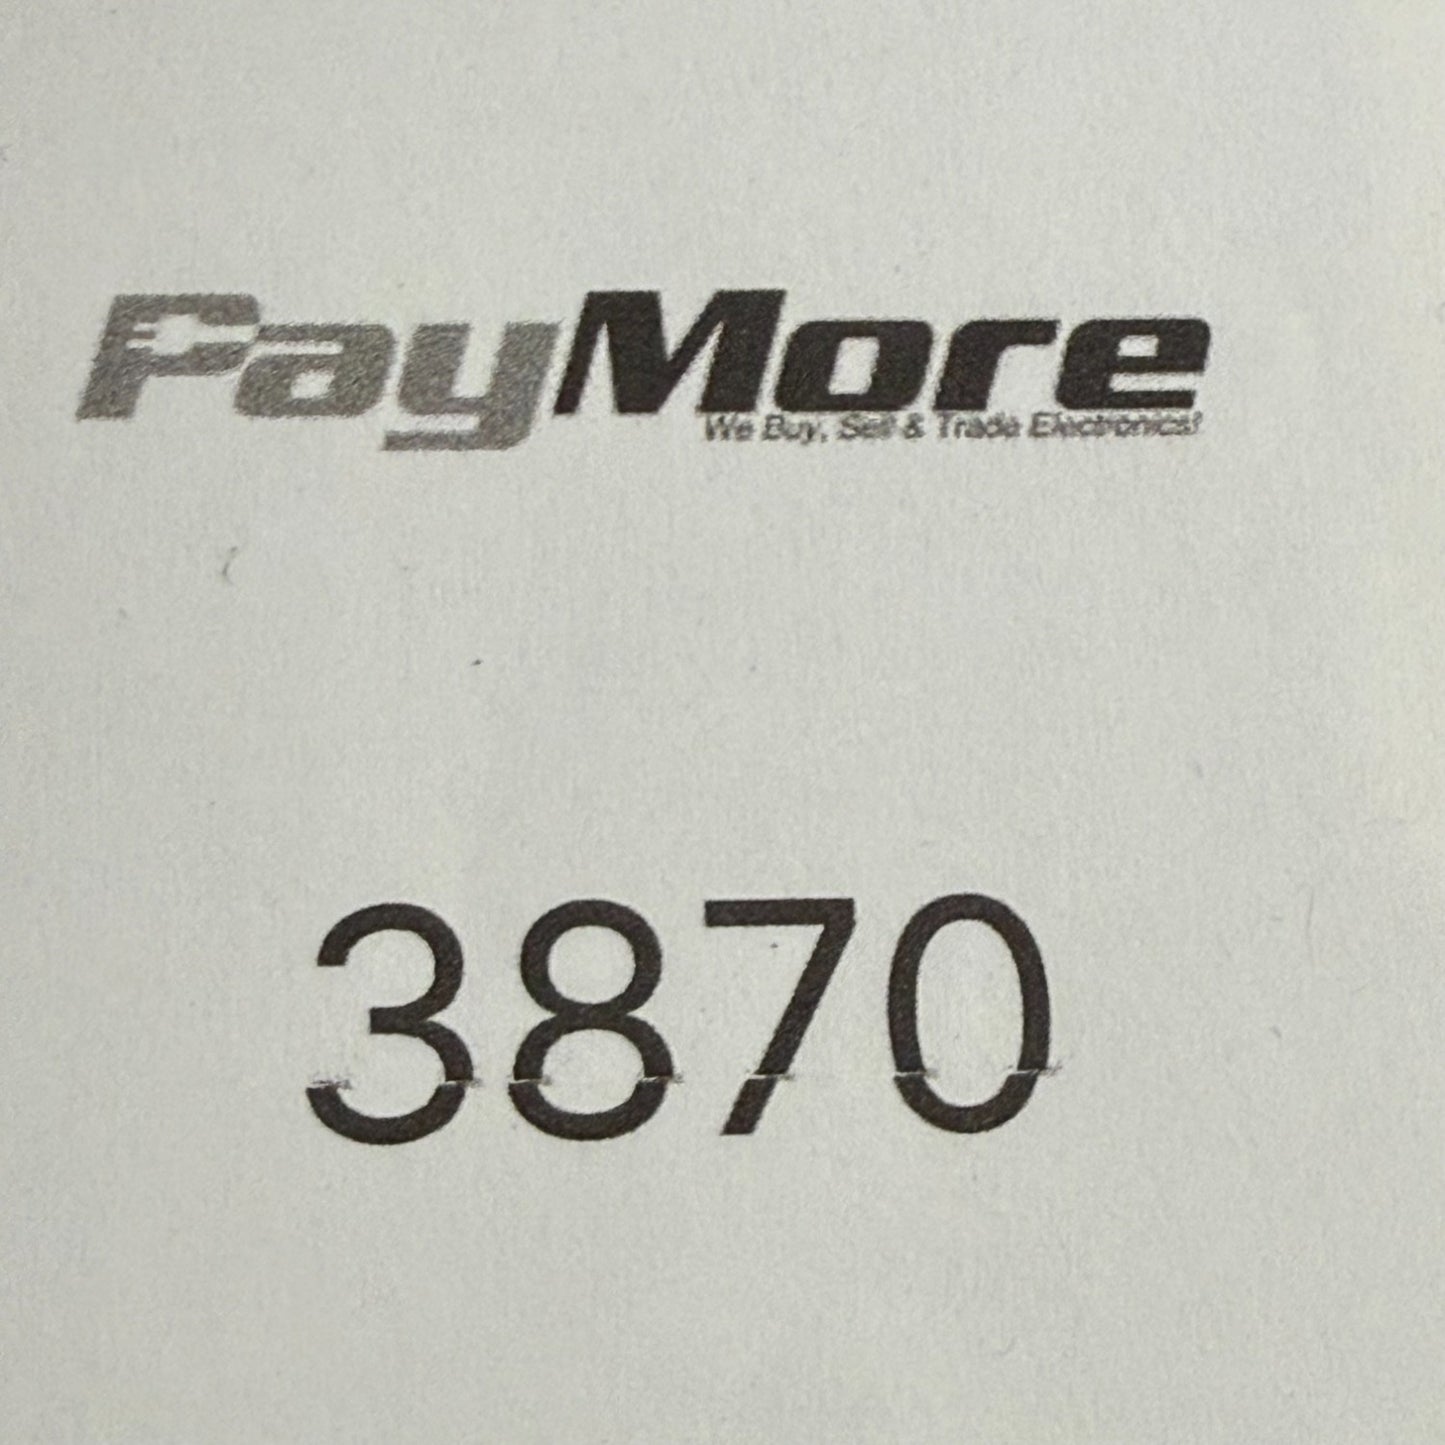 PayMore
We Buy, Sell & Trade Electronics!
3870